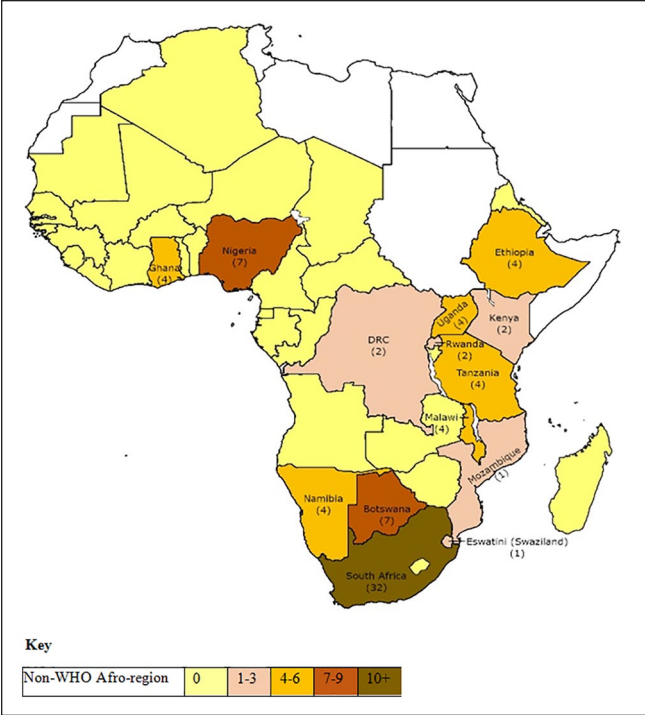 Nigeria
(7)
Ghana
(4)
Ethiopia
(4)
Uganda
(4)
Kenya
(2)
DRC
(2)
Rwanda
(2)
Tanzania
(4)
Malawi
(4)
Mozambique
(1)
Namibia
(4)
Botswana
(7)
Eswatini (Swaziland)
(1)
South Africa
(32)
Key
Non-WHO Afro-region 0 1-3 4-6 7-9 10+